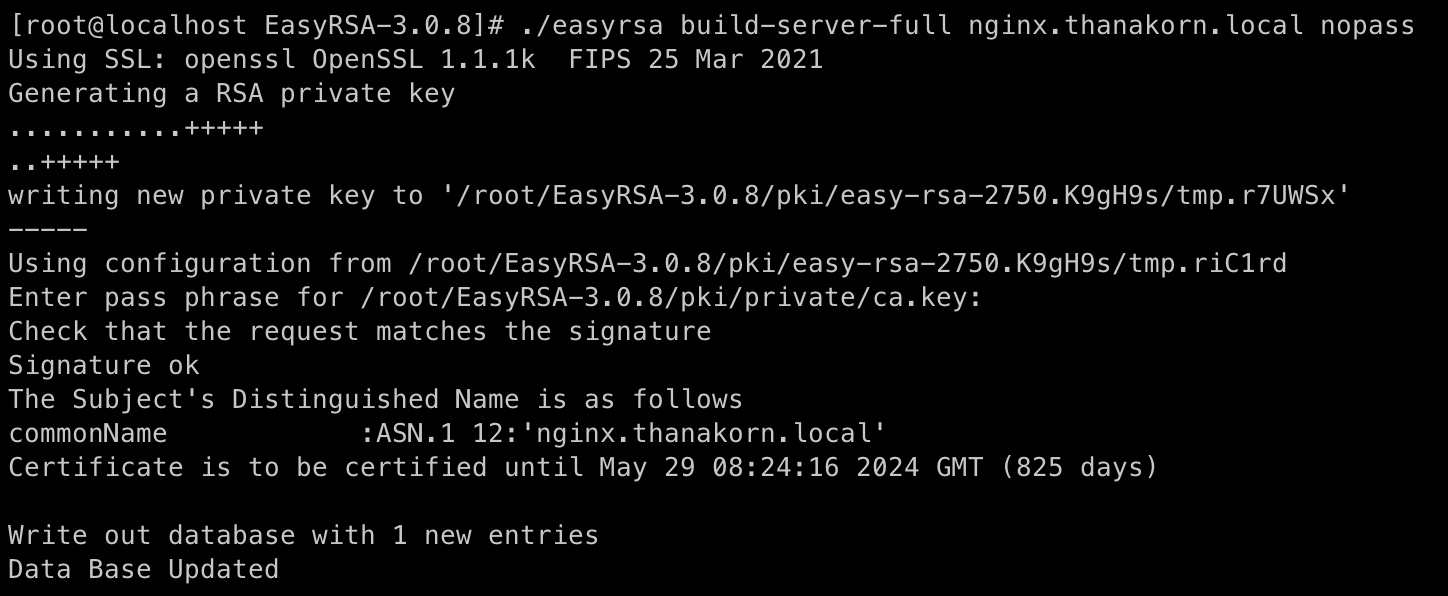 [root@localhost EasyRSA-3.0.8]# ./easyrsa build-server-full nginx.thanakorn.local nopass
Using SSL: openssl OpenSSL 1.1.1k  FIPS 25 Mar 2021
Generating a RSA private key
...........+++++
..+++++
writing new private key to '/root/EasyRSA-3.0.8/pki/easy-rsa-2750.K9gH9s/tmp.r7UWSx'
-----
Using configuration from /root/EasyRSA-3.0.8/pki/easy-rsa-2750.K9gH9s/tmp.riC1rd
Enter pass phrase for /root/EasyRSA-3.0.8/pki/private/ca.key:
Check that the request matches the signature
Signature ok
The Subject's Distinguished Name is as follows
commonName            :ASN.1 12:'nginx.thanakorn.local'
Certificate is to be certified until May 29 08:24:16 2024 GMT (825 days)

Write out database with 1 new entries
Data Base Updated